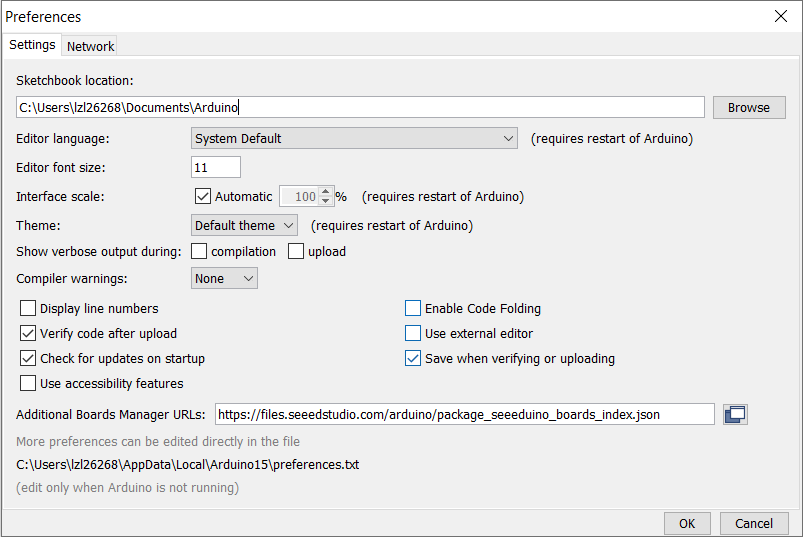 Preferences
Settings Network
Sketchbook location:
C:\Users\lzl26268\Documents\Arduino Browse
Editor language: System Default (requires restart of Arduino)
Editor font size: 11
Interface scale: Automatic 100 % (requires restart of Arduino)
Theme: Default theme (requires restart of Arduino)
Show verbose output during: compilation upload
Compiler warnings: None
Display line numbers Enable Code Folding
Verify code after upload Use external editor
Check for updates on startup Save when verifying or uploading
Use accessibility features
Additional Boards Manager URLs: https://files.seeedstudio.com/arduino/package_seeeduino_boards_index.json
More preferences can be edited directly in the file
C:\Users\lzl26268\AppData\Local\Arduino15\preferences.txt
(edit only when Arduino is not running)
OK Cancel